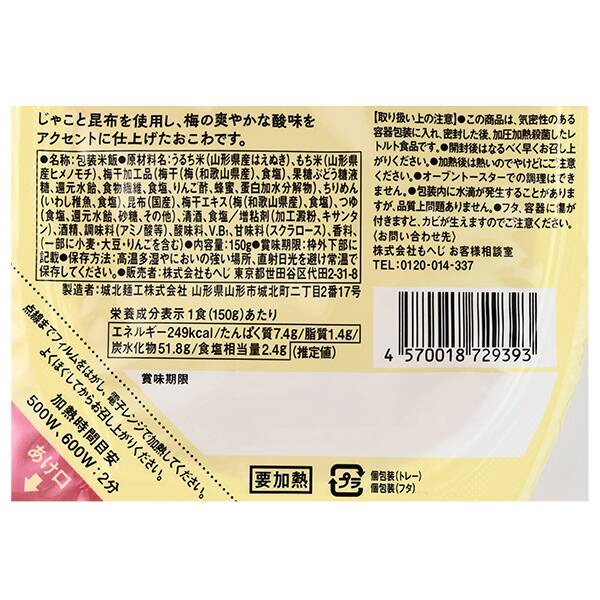 じゃこと昆布を使用し、梅の爽やかな酸味を
アクセントに仕上げたおこわです。
●名称:包装米飯●原材料名:うるち米(山形県産はえぬき)、もち米(山形県
産ヒメノモチ)、梅干加工品(梅干(梅(和歌山県産)、食塩)、果糖ぶどう糖液
糖、還元水飴、食物繊維、食塩、りんご酢、蜂蜜、蛋白加水分解物)、ちりめん
(いわし稚魚、食塩)、昆布(国産)、梅干エキス(梅(和歌山県産)、食塩)、つゆ
(食塩、還元水飴、砂糖、その他)、清酒、食塩/増粘剤(加工澱粉、キサンタ
ン)、酒精、調味料(アミノ酸等)、酸味料、V.B1、甘味料(スクラロース)、香料、
(一部に小麦・大豆・りんごを含む)●内容量:150g●賞味期限:枠外下部に
記載●保存方法:高温多湿やにおいの強い場所、直射日光を避け常温で
保存してください。●販売者:株式会社もへじ 東京都世田谷区代田2-31-8
製造者:城北麺工株式会社 山形県山形市城北町二丁目2番17号
栄養成分表示 1食(150g)あたり
エネルギー249kcal/たんぱく質7.4g/脂質1.4g/
炭水化物51.8g/食塩相当量2.4g (推定値)
賞味期限
【取り扱い上の注意】●この商品は、気密性のある
容器包装に入れ、密封した後、加圧加熱殺菌したレ
トルト食品です。●開封後はなるべく早くお召し上
がりください。●加熱後は熱いのでやけどにご注意
ください。●オーブントースターでの調理はできま
せん。●包装内に水滴が発生することがありま
すが、品質上問題ありません。●フタ、容器に傷が
付きますと、カビが生えますのでご注意ください。
〈お問い合わせ先〉
株式会社もへじ お客様相談室
TEL:0120-014-337
4 570018 729393
点線までフィルムをはがし、電子レンジで加熱してください。
よくほぐしてからお召し上がりください。
加熱時間目安
500W・600W:2分
あけ口
要加熱
プラ
個包装(トレー)
個包装(フタ)